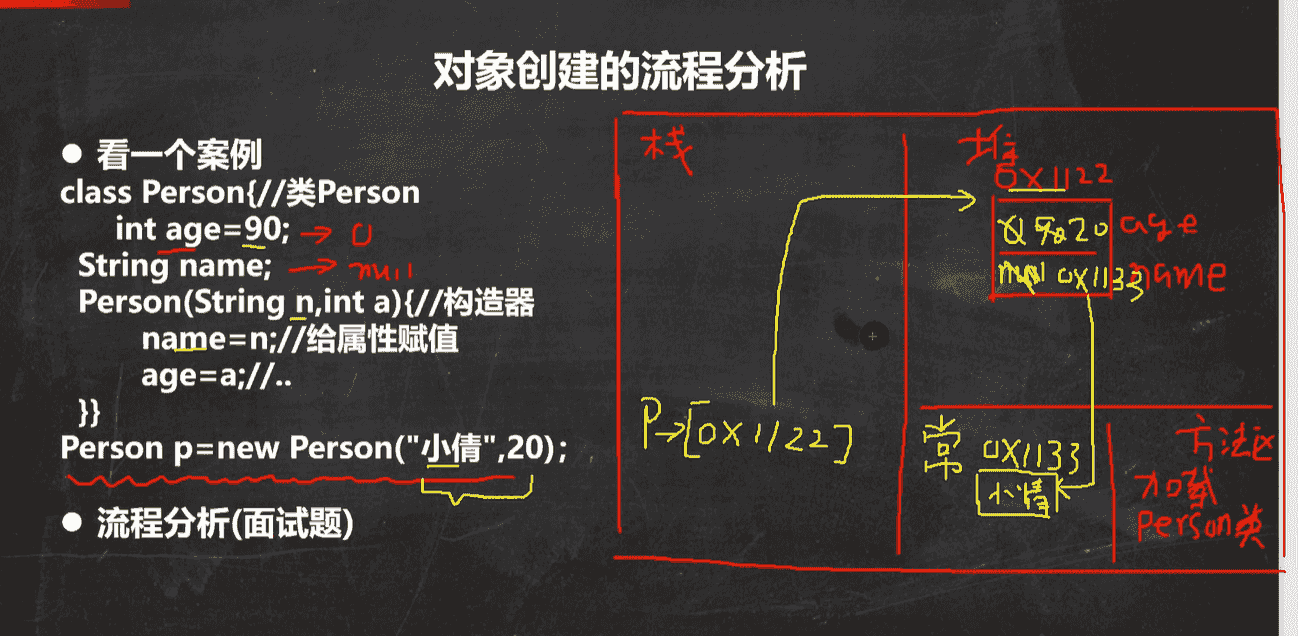 对象创建的流程分析
● 看一个案例
class Person{//类Person
int age=90; → 0
String name; → null
Person(String n,int a){//构造器
name=n;//给属性赋值
age=a;//..
}}
Person p=new Person("小倩",20);
● 流程分析(面试题)
栈
堆
0X1122
90 20 age
null 0X1133 name
P→[0X1122]
常
0X1133
小倩
方法区
加载
Person类